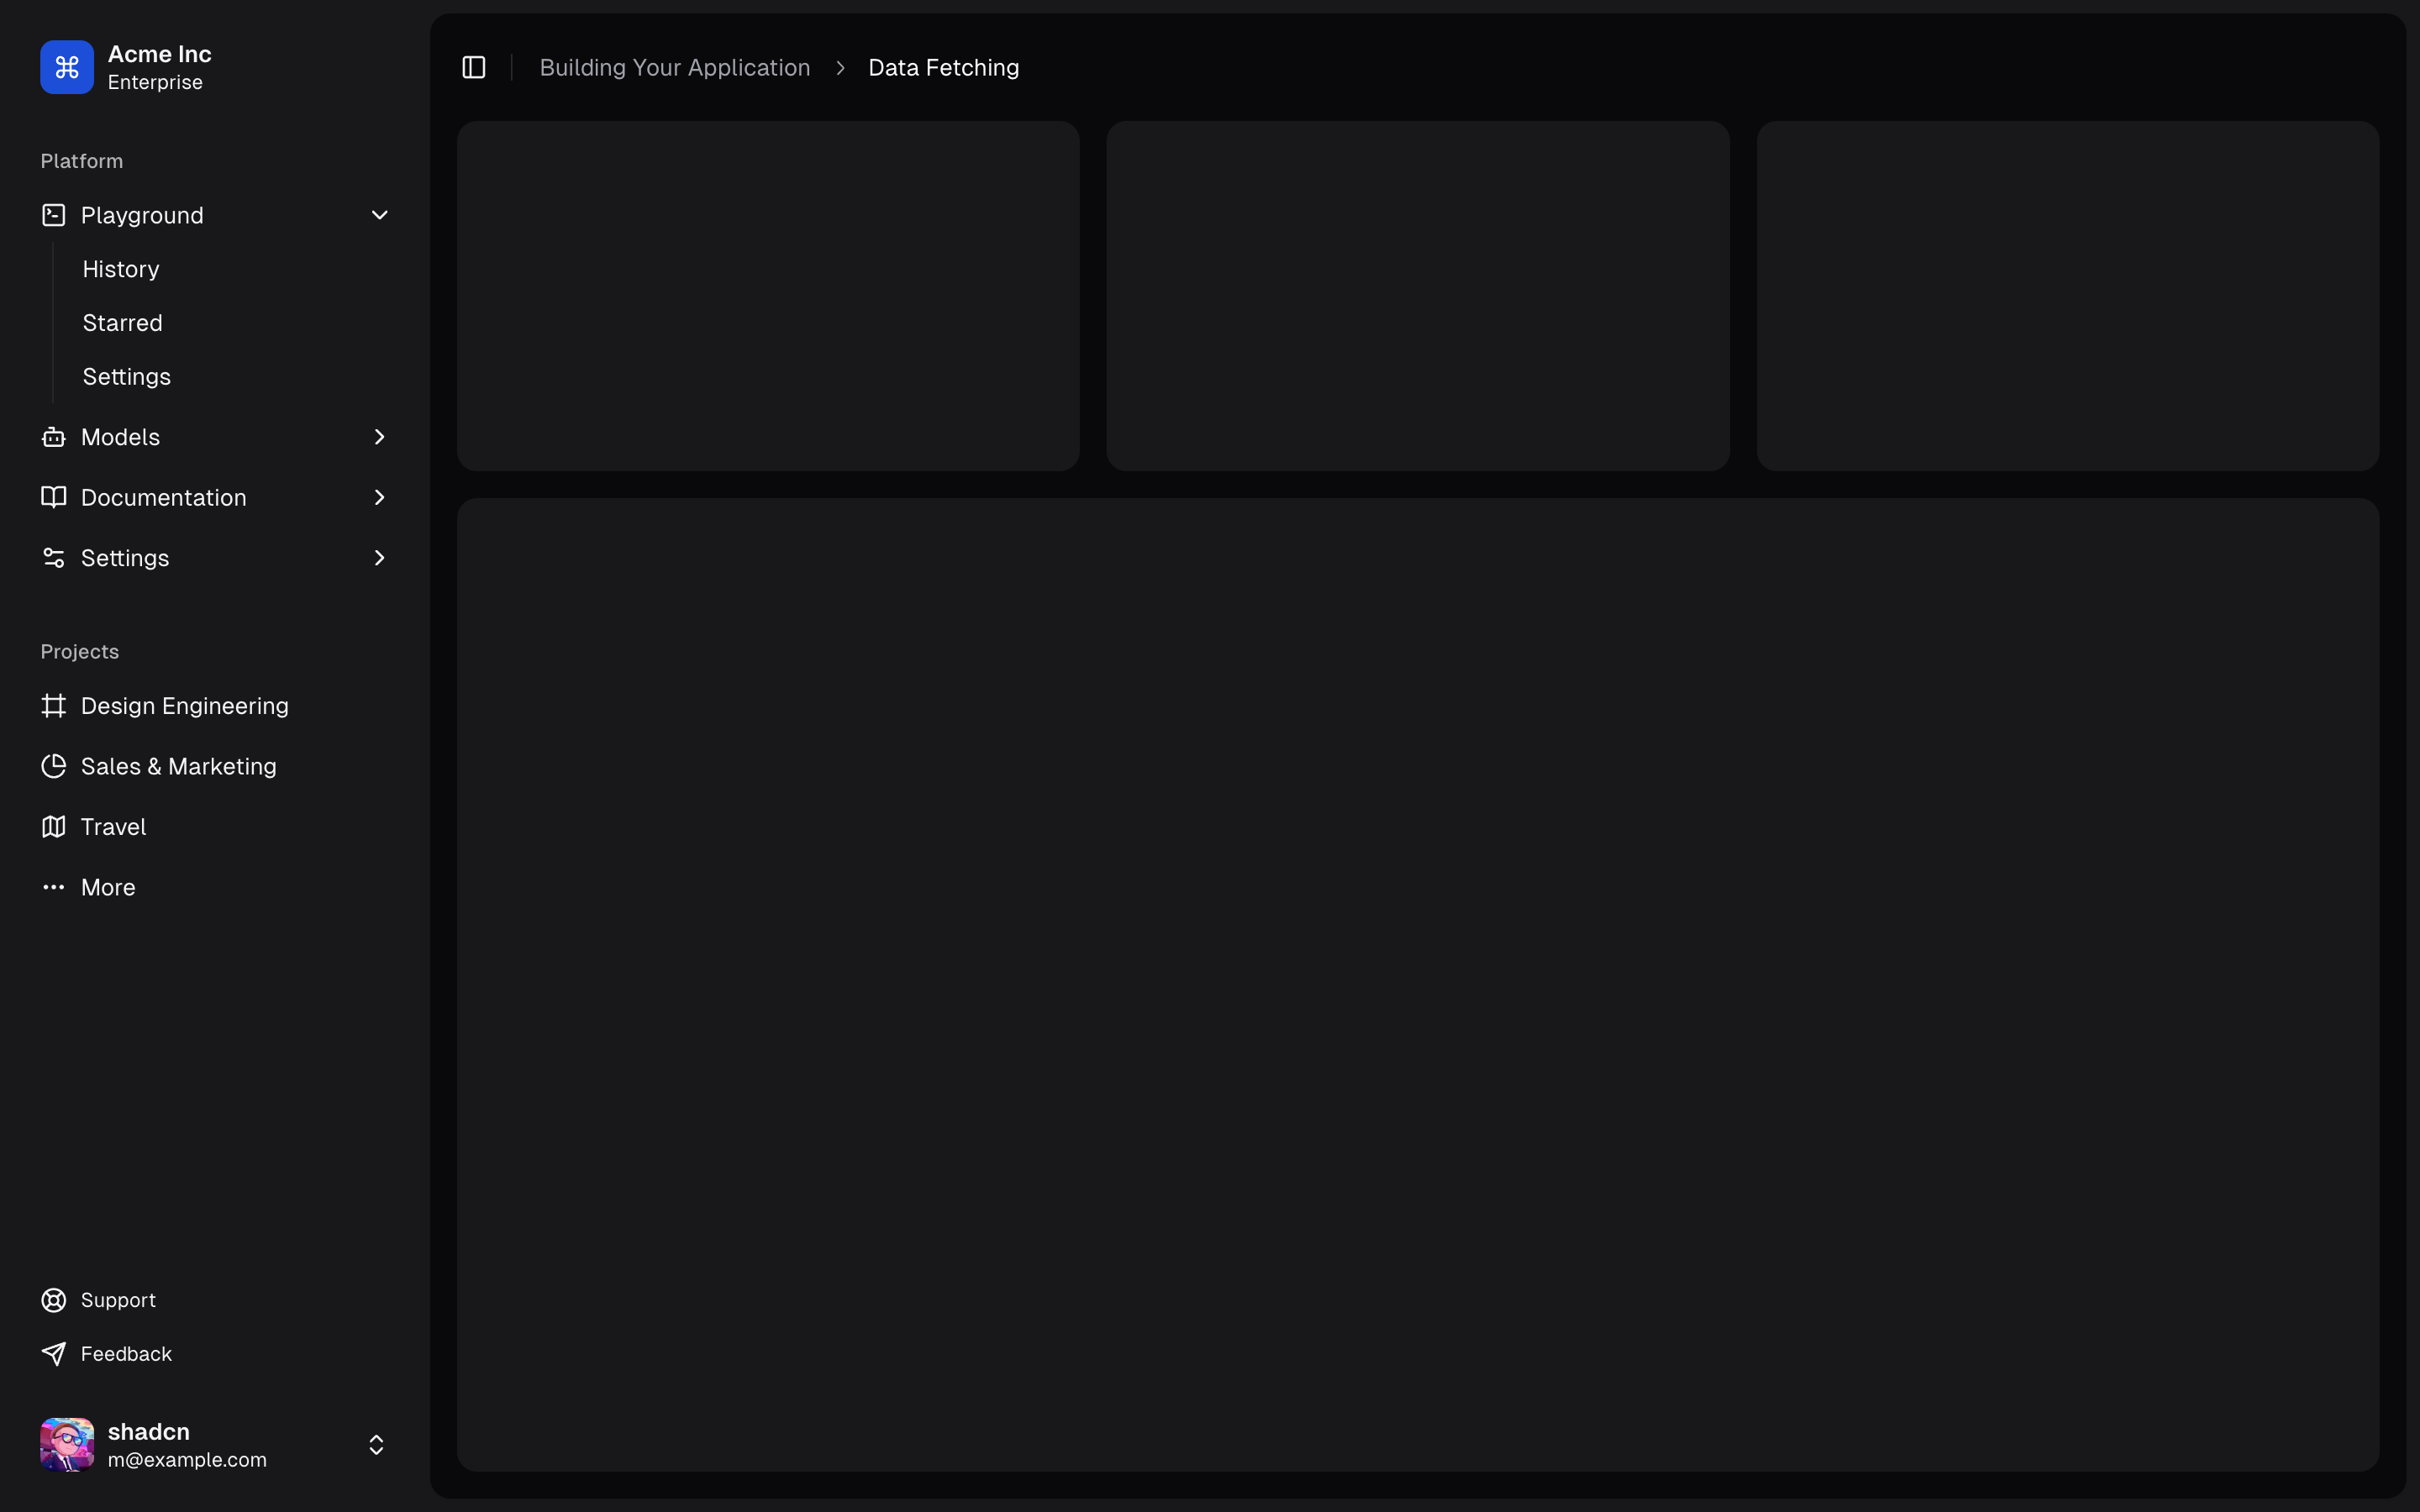 Acme Inc
Enterprise
Platform
Playground
History
Starred
Settings
Models
Documentation
Settings
Projects
Design Engineering
Sales & Marketing
Travel
More
Support
Feedback
shadcn
m@example.com
Building Your Application > Data Fetching